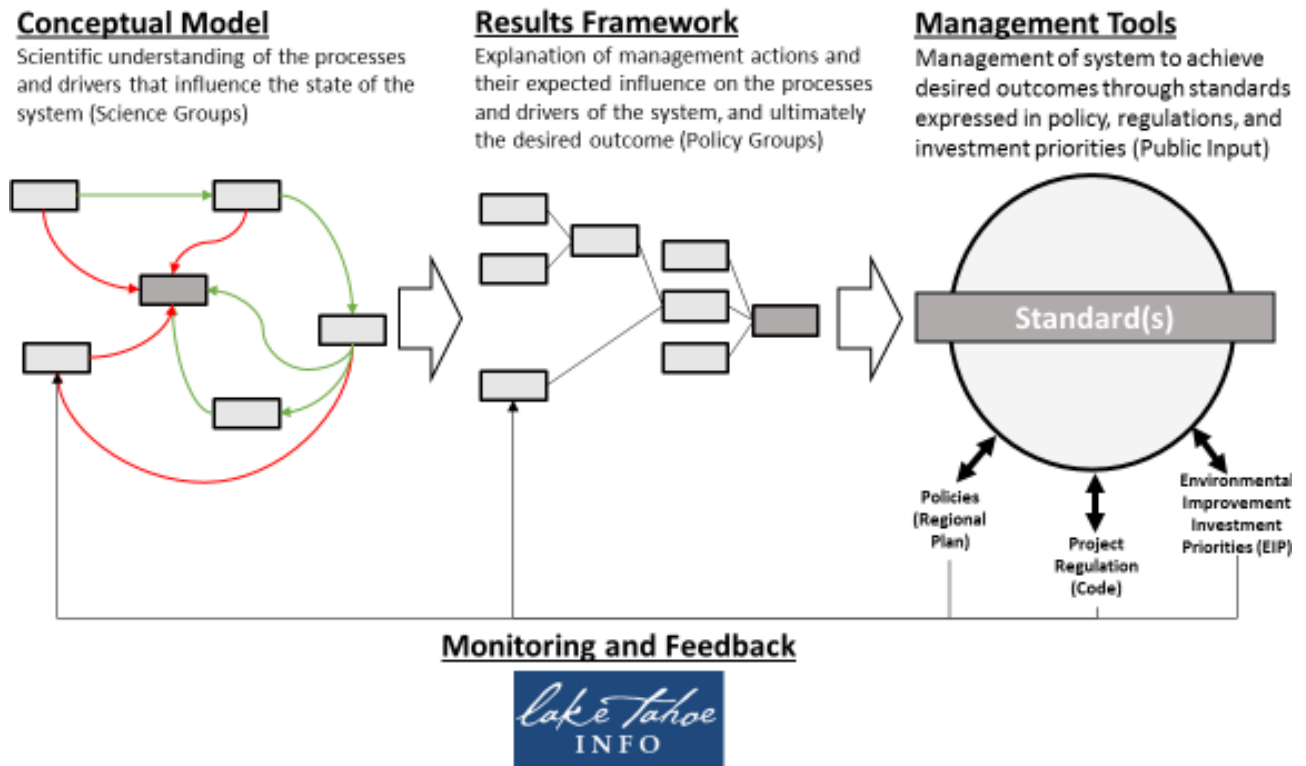 Conceptual Model
Scientific understanding of the processes
and drivers that influence the state of the
system (Science Groups)
Results Framework
Explanation of management actions and
their expected influence on the processes
and drivers of the system, and ultimately
the desired outcome (Policy Groups)
Management Tools
Management of system to achieve
desired outcomes through standards
expressed in policy, regulations, and
investment priorities (Public Input)
Standard(s)
Policies
(Regional
Plan)
Project
Regulation
(Code)
Environmental
Improvement
Investment
Priorities (EIP)
Monitoring and Feedback
lake tahoe
INFO